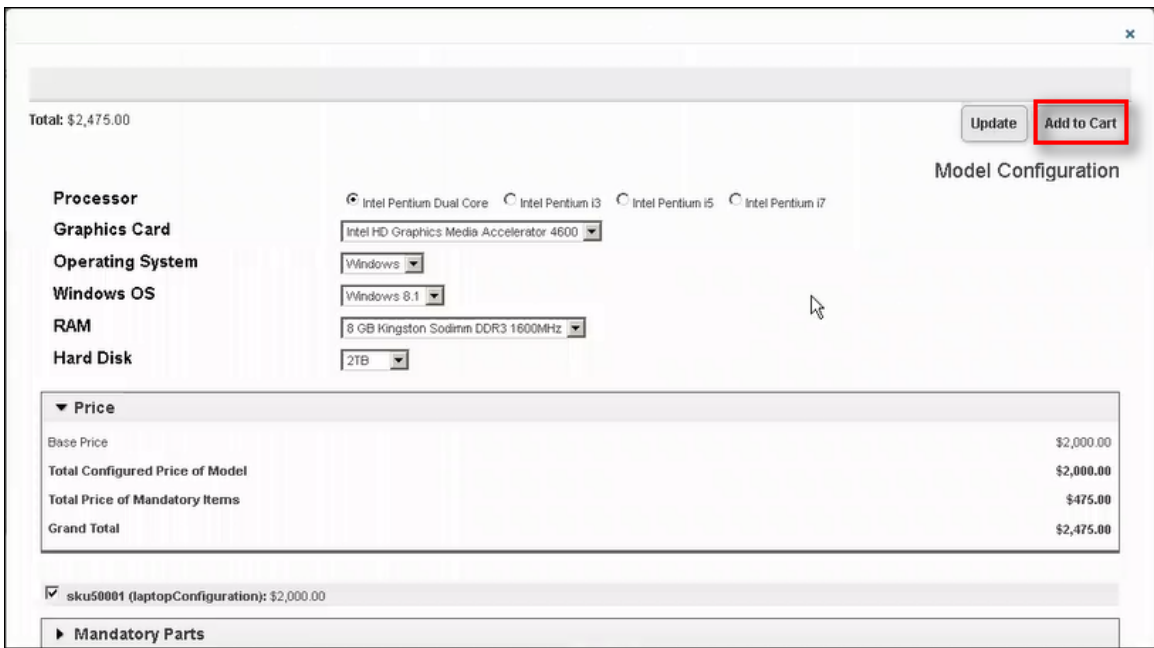 ×
Total: $2,475.00
Update Add to Cart
Model Configuration
Processor Intel Pentium Dual Core Intel Pentium i3 Intel Pentium i5 Intel Pentium i7
Graphics Card Intel HD Graphics Media Accelerator 4600
Operating System Windows
Windows OS Windows 8.1
RAM 8 GB Kingston Sodimm DDR3 1600MHz
Hard Disk 2TB
Price
Base Price $2,000.00
Total Configured Price of Model $2,000.00
Total Price of Mandatory Items $475.00
Grand Total $2,475.00
sku50001 (laptopConfiguration): $2,000.00
Mandatory Parts